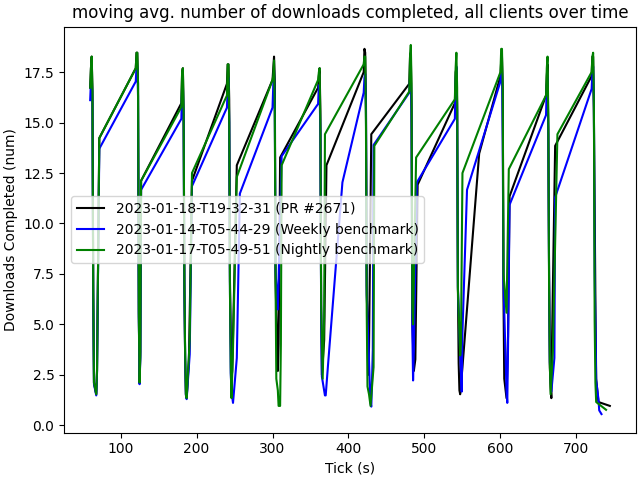 moving avg. number of downloads completed, all clients over time
Downloads Completed (num)
17.5
15.0
12.5
10.0
7.5
5.0
2.5
0.0
2023-01-18-T19-32-31 (PR #2671)
2023-01-14-T05-44-29 (Weekly benchmark)
2023-01-17-T05-49-51 (Nightly benchmark)
100 200 300 400 500 600 700
Tick (s)